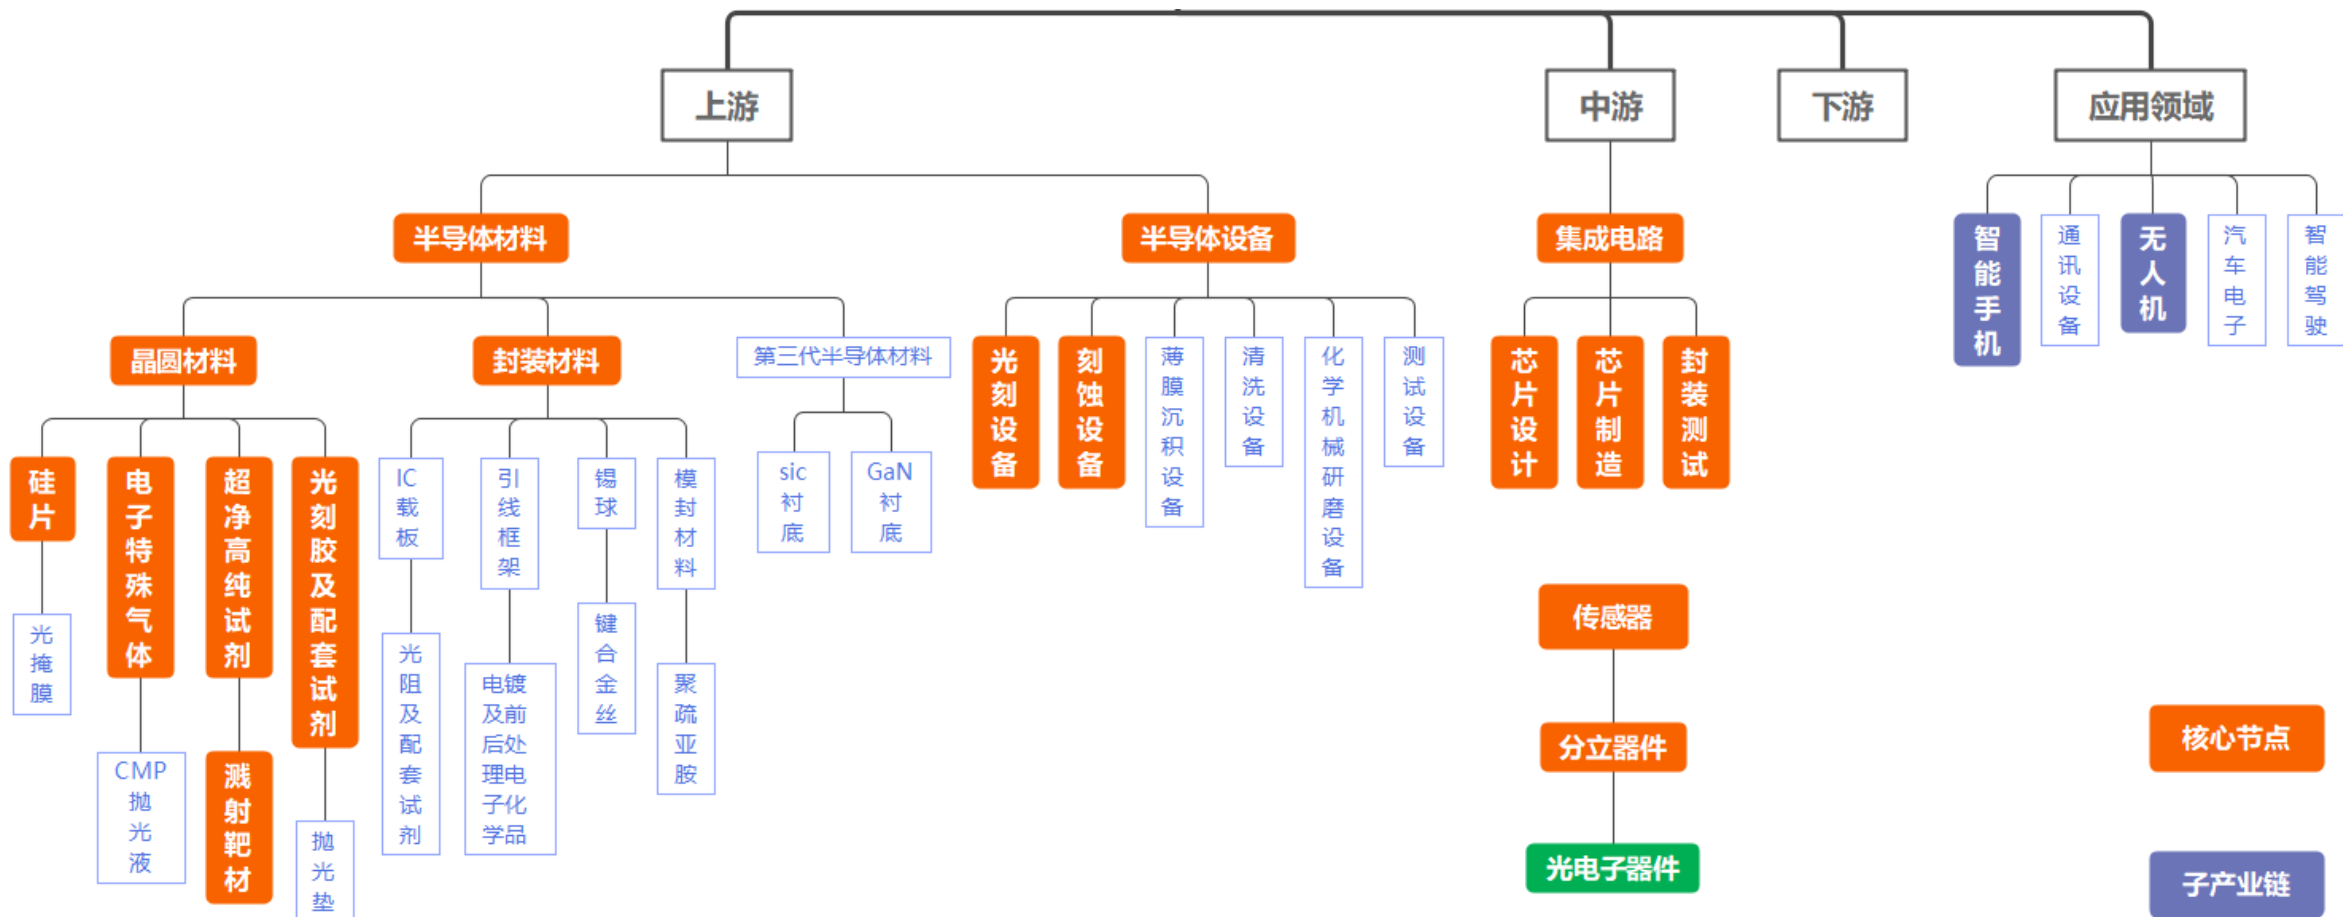 上游
中游
下游
应用领域
半导体材料
半导体设备
集成电路
智能手机
通讯设备
无人机
汽车电子
智能驾驶
晶圆材料
封装材料
第三代半导体材料
光刻设备
刻蚀设备
薄膜沉积设备
清洗设备
化学机械研磨设备
测试设备
芯片设计
芯片制造
封装测试
硅片
电子特殊气体
超净高纯试剂
光刻胶及配套试剂
IC载板
引线框架
锡球
模封材料
sic衬底
GaN衬底
光掩膜
CMP抛光液
溅射靶材
抛光垫
光阻及配套试剂
电镀及前后处理电子化学品
键合金丝
聚疏亚胺
传感器
分立器件
光电子器件
核心节点
子产业链